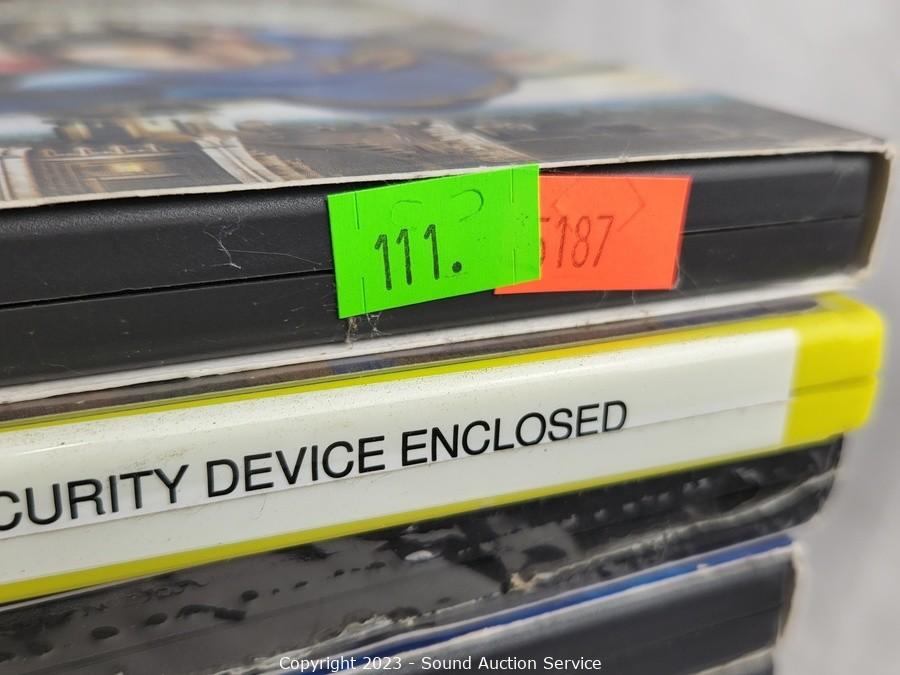 111.
5187
CURITY DEVICE ENCLOSED
Copyright 2023 - Sound Auction Service